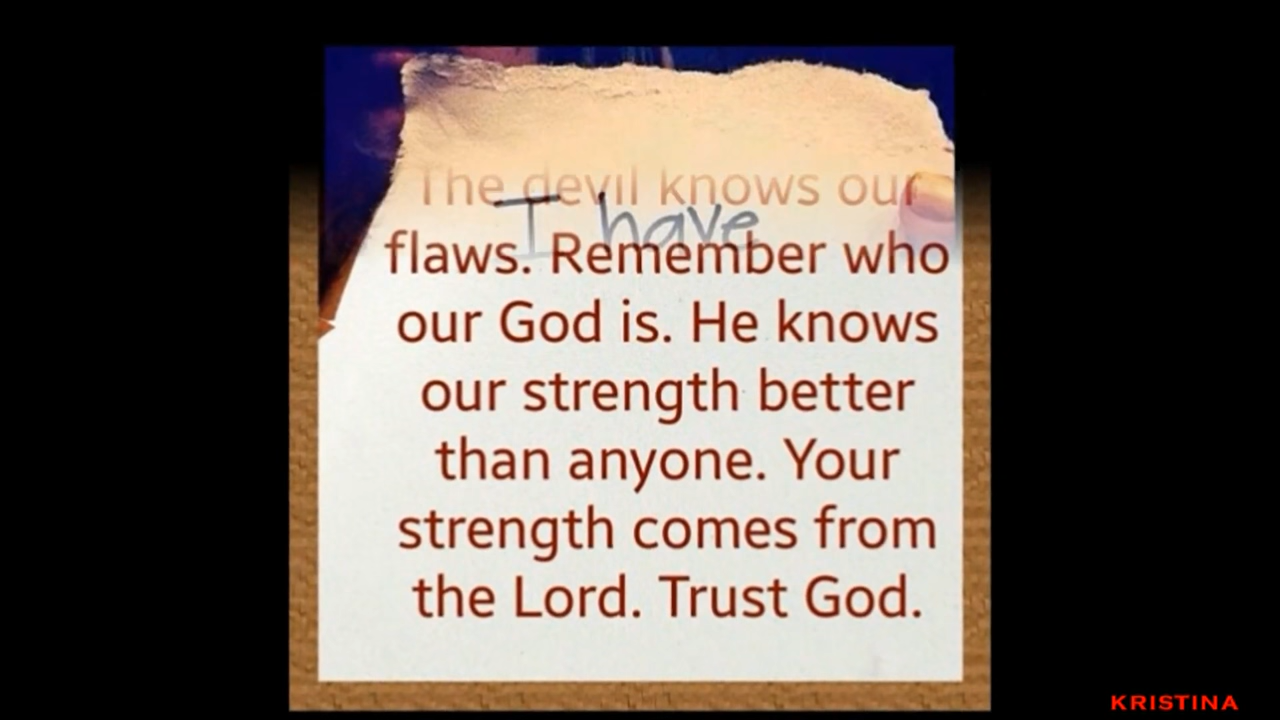 The devil knows our
I have
flaws. Remember who
our God is. He knows
our strength better
than anyone. Your
strength comes from
the Lord. Trust God.
KRISTINA